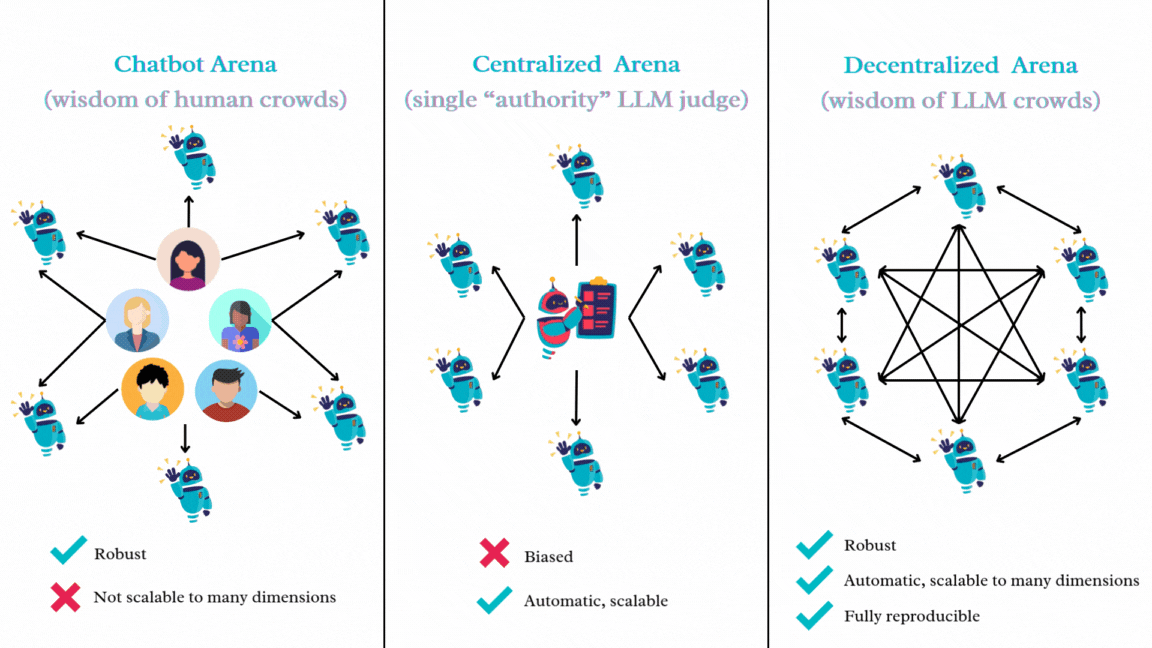 Chatbot Arena
(wisdom of human crowds)
Robust
Not scalable to many dimensions
Centralized Arena
(single “authority” LLM judge)
Biased
Automatic, scalable
Decentralized Arena
(wisdom of LLM crowds)
Robust
Automatic, scalable to many dimensions
Fully reproducible